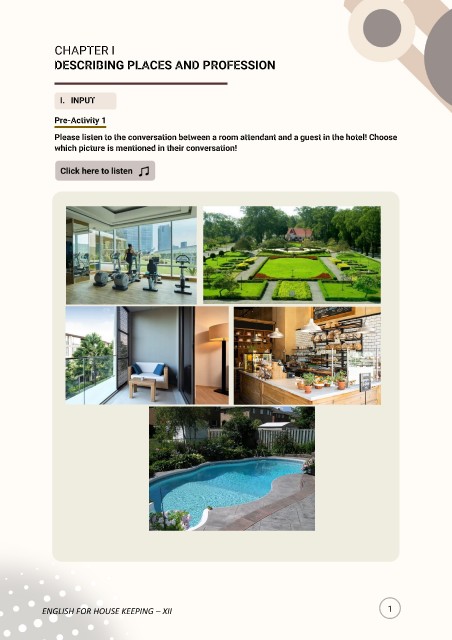 CHAPTER I
DESCRIBING PLACES AND PROFESSION
I. INPUT
Pre-Activity 1
Please listen to the conversation between a room attendant and a guest in the hotel! Choose
which picture is mentioned in their conversation!
Click here to listen
ENGLISH FOR HOUSE KEEPING – XII
1